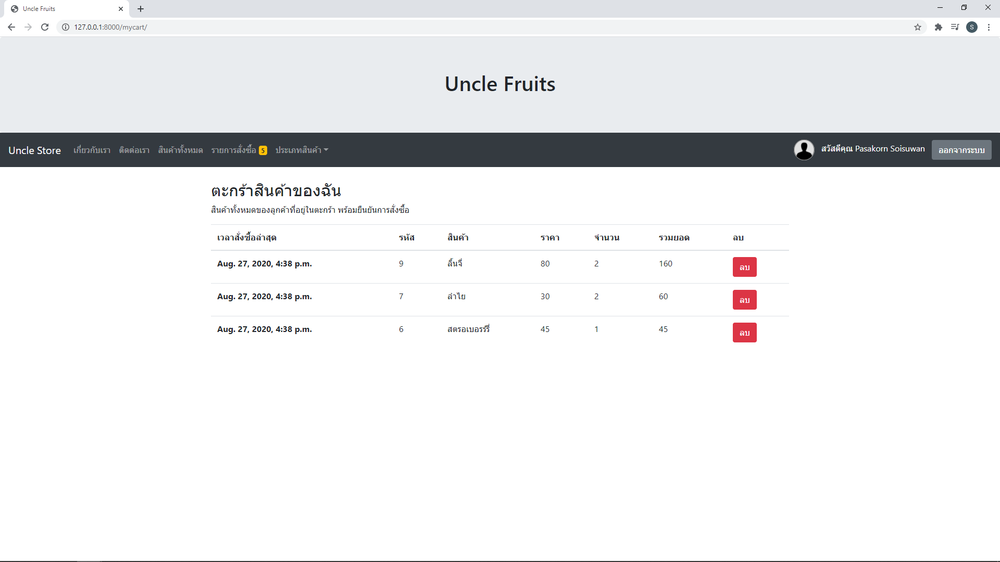 Uncle Fruits
127.0.0.1:8000/mycart/
S
Uncle Fruits
Uncle Store เกี่ยวกับเรา ติดต่อเรา สินค้าทั้งหมด รายการสั่งซื้อ 5 ประเภทสินค้า สวัสดีคุณ Pasakorn Soisuwan ออกจากระบบ
ตะกร้าสินค้าของฉัน
สินค้าทั้งหมดของลูกค้าที่อยู่ในตะกร้า พร้อมยืนยันการสั่งซื้อ
เวลาสั่งซื้อล่าสุด รหัส สินค้า ราคา จำนวน รวมยอด ลบ
Aug. 27, 2020, 4:38 p.m. 9 ลิ้นจี่ 80 2 160 ลบ
Aug. 27, 2020, 4:38 p.m. 7 ลำไย 30 2 60 ลบ
Aug. 27, 2020, 4:38 p.m. 6 สตรอเบอรร์รี่ 45 1 45 ลบ